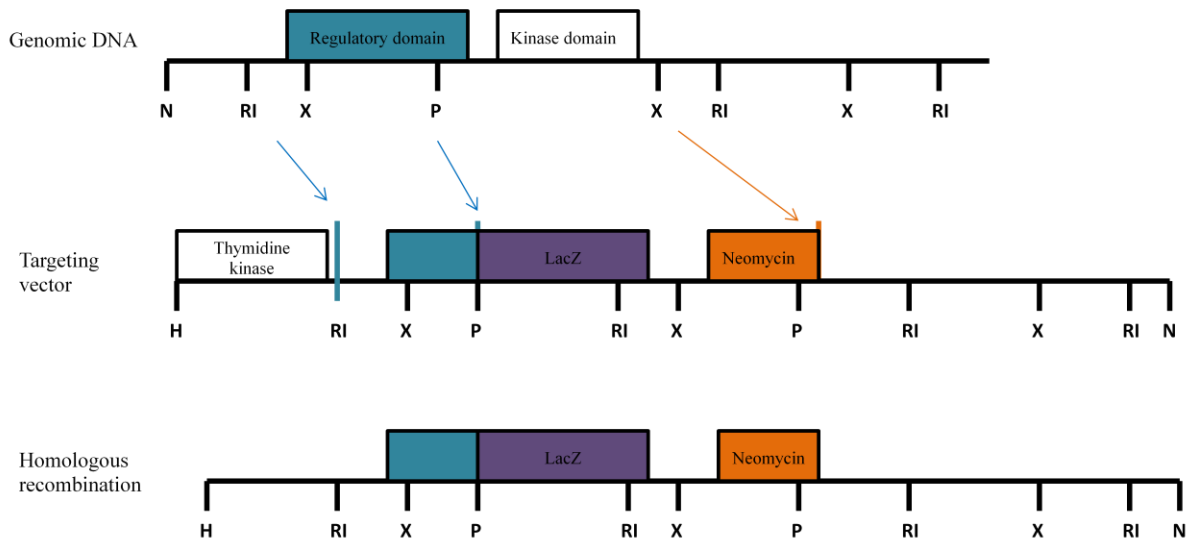 Genomic DNA
Regulatory domain
Kinase domain
N RI X P X RI X RI
Targeting
vector
Thymidine
kinase
LacZ
Neomycin
H RI X P RI X P RI X RI N
Homologous
recombination
LacZ
Neomycin
H RI X P RI X P RI X RI N